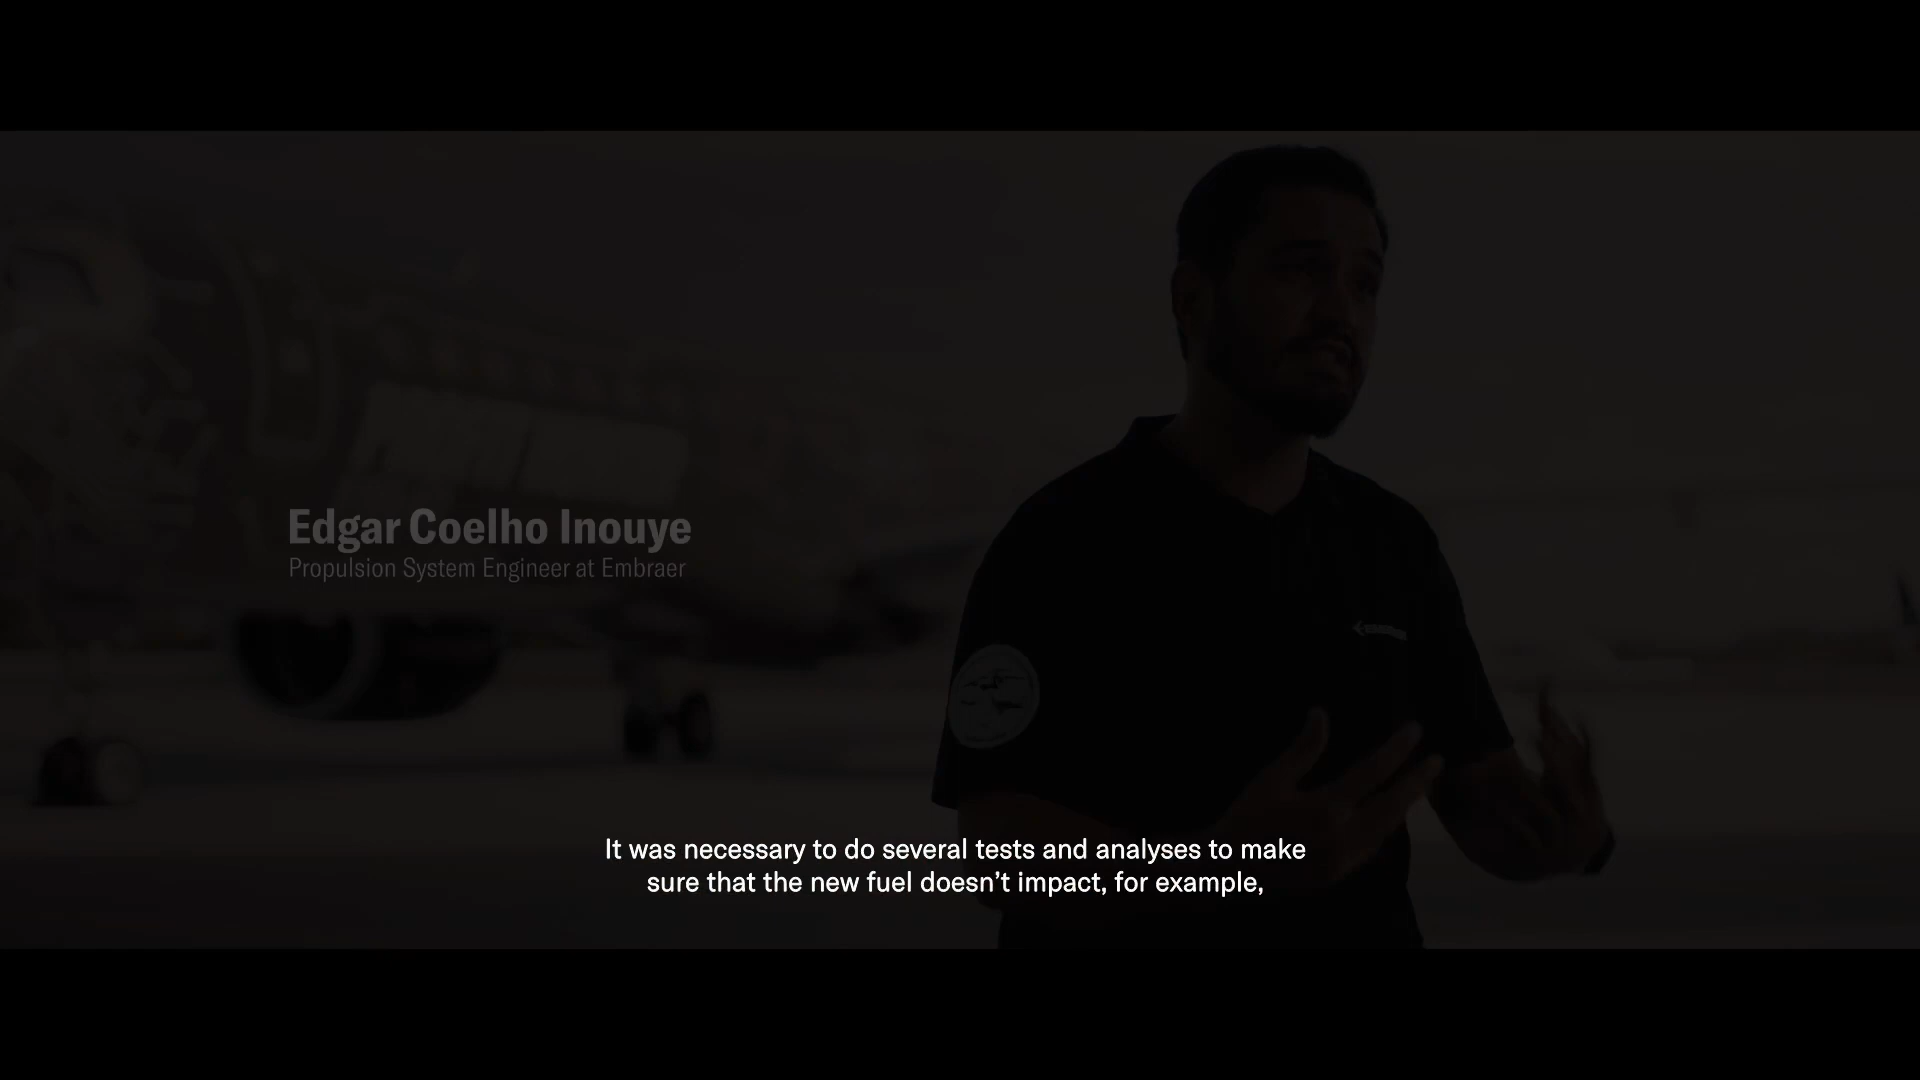 Edgar Coelho Inouye
Propulsion System Engineer at Embraer
It was necessary to do several tests and analyses to make
sure that the new fuel doesn’t impact, for example,